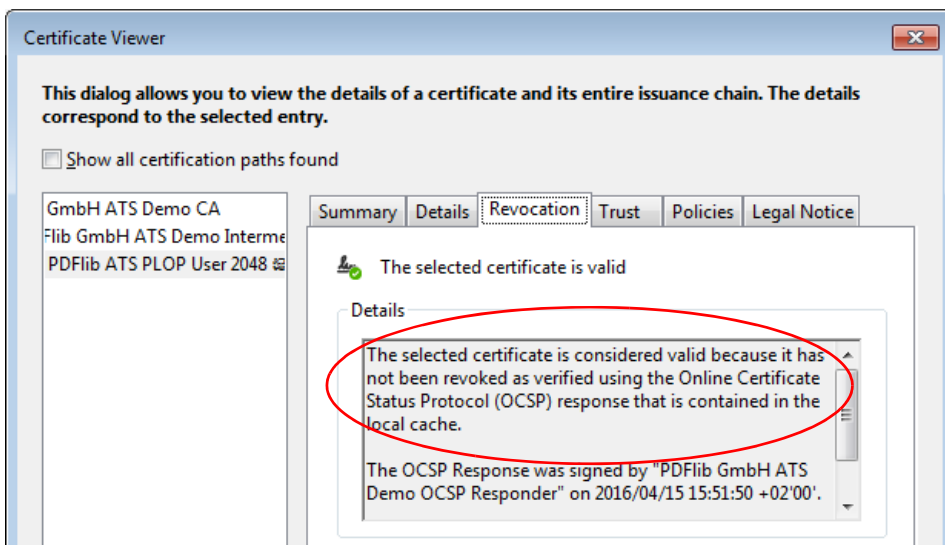 Certificate Viewer
This dialog allows you to view the details of a certificate and its entire issuance chain. The details
correspond to the selected entry.
Show all certification paths found
GmbH ATS Demo CA
Flib GmbH ATS Demo Interme
PDFlib ATS PLOP User 2048
Summary Details Revocation Trust Policies Legal Notice
The selected certificate is valid
Details
The selected certificate is considered valid because it has
not been revoked as verified using the Online Certificate
Status Protocol (OCSP) response that is contained in the
local cache.
The OCSP Response was signed by "PDFlib GmbH ATS
Demo OCSP Responder" on 2016/04/15 15:51:50 +02'00'.